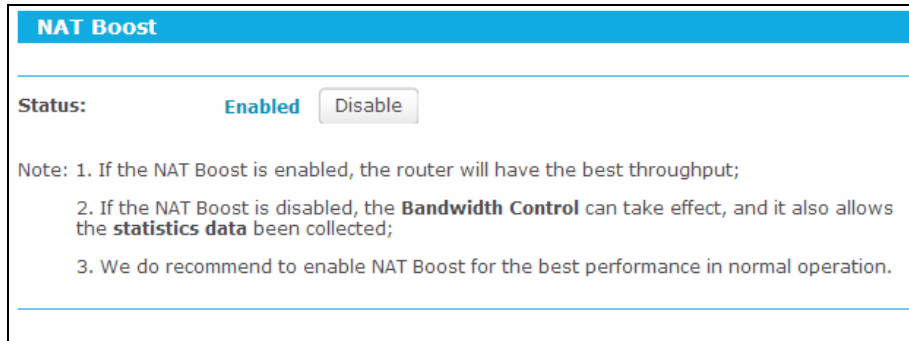 NAT Boost
Status: Enabled Disable
Note: 1. If the NAT Boost is enabled, the router will have the best throughput;
2. If the NAT Boost is disabled, the Bandwidth Control can take effect, and it also allows
the statistics data been collected;
3. We do recommend to enable NAT Boost for the best performance in normal operation.